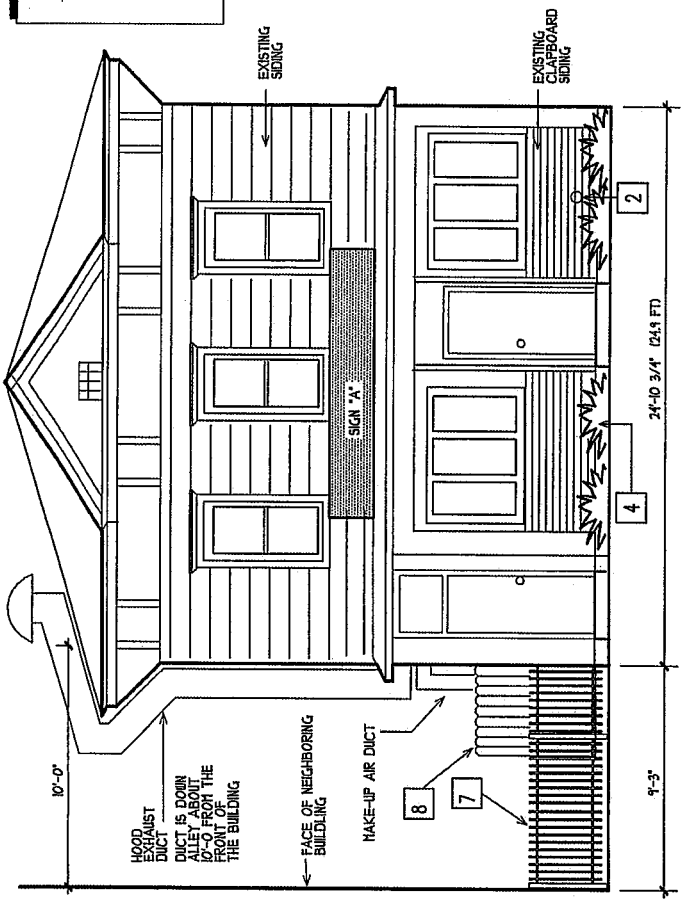 10'-0"
HOOD
EXHAUST
DUCT
DUCT IS DOWN
ALLEY ABOUT
10'-0 FROM THE
FRONT OF
THE BUILDING
FACE OF NEIGHBORING
BUILDLING
MAKE-UP AIR DUCT
8
7
9'-3"
SIGN "A"
EXISTING
SIDING
EXISTING
CLAPBOARD
SIDING
4
2
24'-10 3/4" (24.9 FT)